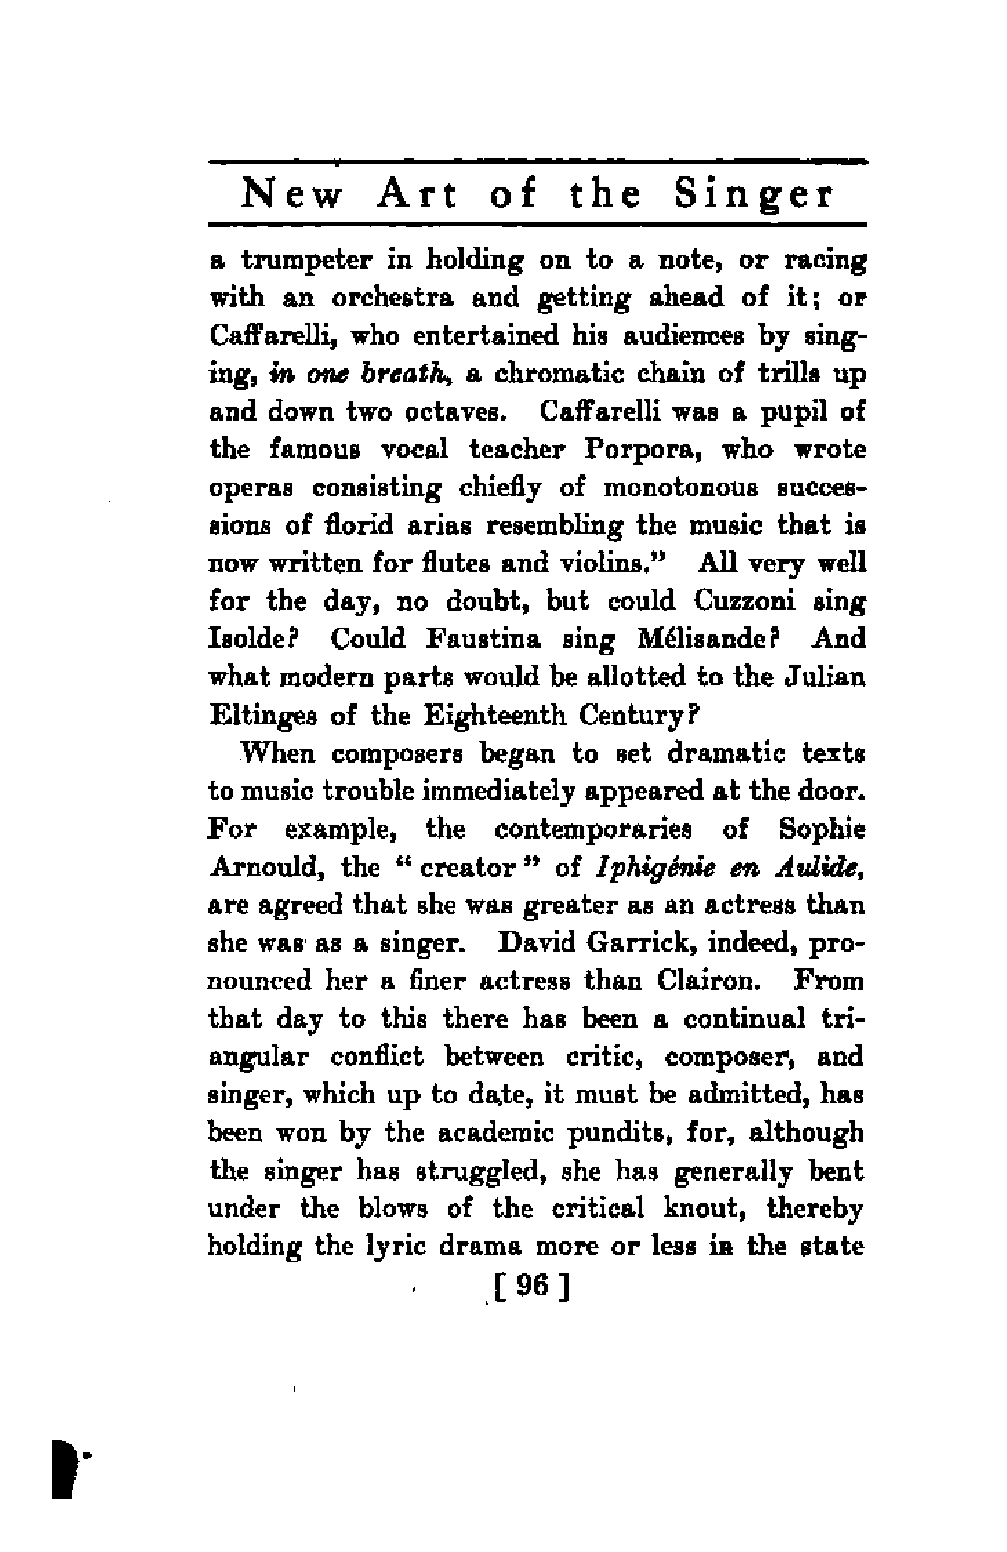 New Art of the Singer
a trumpeter in holding on to a note, or racing
with an orchestra and getting ahead of it; or
Caffarelli, who entertained his audiences by sing-
ing, in one breath, a chromatic chain of trills up
and down two octaves. Caffarelli was a pupil of
the famous vocal teacher Porpora, who wrote
operas consisting chiefly of monotonous succes-
sions of florid arias resembling the music that is
now written for flutes and violins." All very well
for the day, no doubt, but could Cuzzoni sing
Isolde? Could Faustina sing Mélisande? And
what modern parts would be allotted to the Julian
Eltinges of the Eighteenth Century?
When composers began to set dramatic texts
to music trouble immediately appeared at the door.
For example, the contemporaries of Sophie
Arnould, the "creator" of Iphigénie en Aulide,
are agreed that she was greater as an actress than
she was as a singer. David Garrick, indeed, pro-
nounced her a finer actress than Clairon. From
that day to this there has been a continual tri-
angular conflict between critic, composer, and
singer, which up to date, it must be admitted, has
been won by the academic pundits, for, although
the singer has struggled, she has generally bent
under the blows of the critical knout, thereby
holding the lyric drama more or less in the state
[ 96 ]